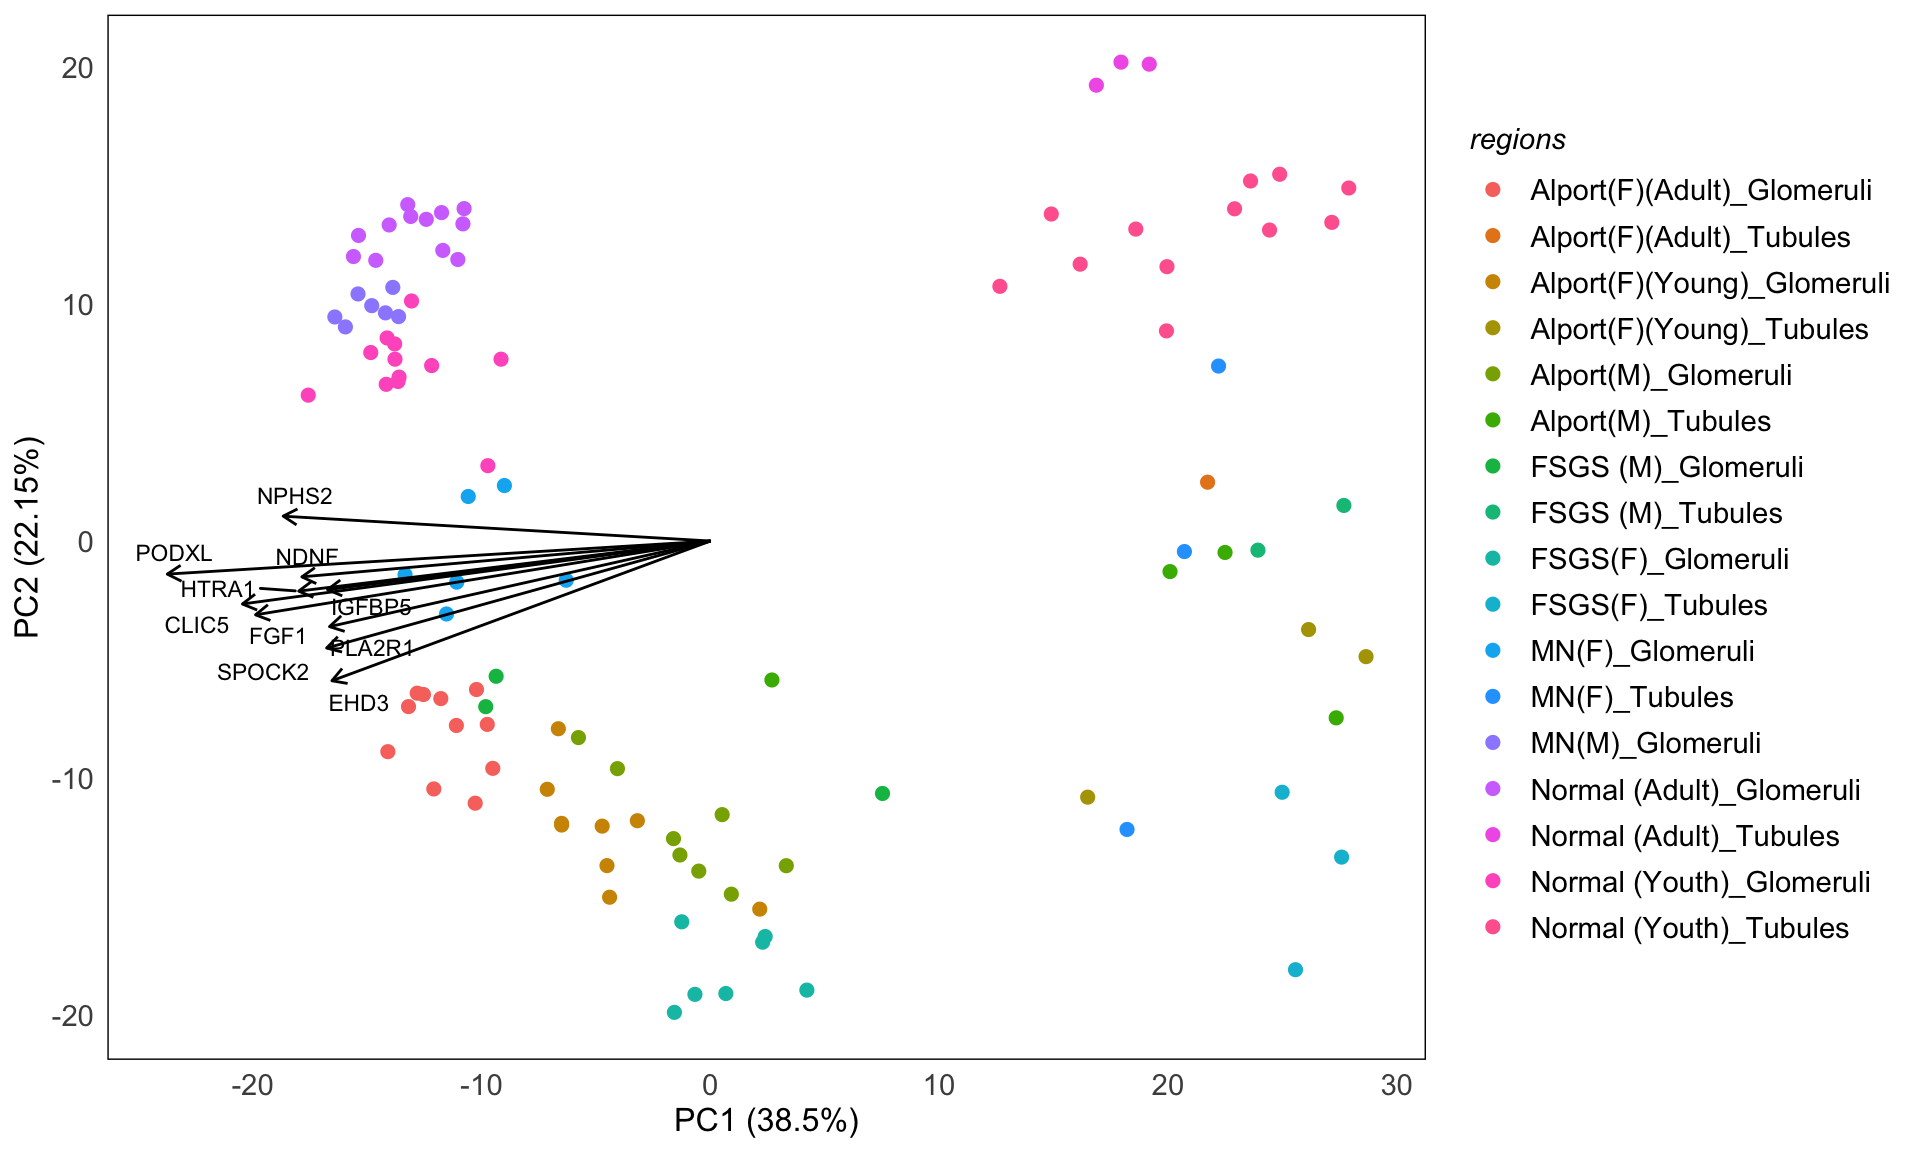 20
10
0
-10
-20
PC2 (22.15%)
NPHS2
PODXL
NDNF
HTRA1
IGFBP5
CLIC5
FGF1
PLA2R1
SPOCK2
EHD3
-20
-10
0
10
20
30
PC1 (38.5%)
regions
Alport(F)(Adult)_Glomeruli
Alport(F)(Adult)_Tubules
Alport(F)(Young)_Glomeruli
Alport(F)(Young)_Tubules
Alport(M)_Glomeruli
Alport(M)_Tubules
FSGS (M)_Glomeruli
FSGS (M)_Tubules
FSGS(F)_Glomeruli
FSGS(F)_Tubules
MN(F)_Glomeruli
MN(F)_Tubules
MN(M)_Glomeruli
Normal (Adult)_Glomeruli
Normal (Adult)_Tubules
Normal (Youth)_Glomeruli
Normal (Youth)_Tubules